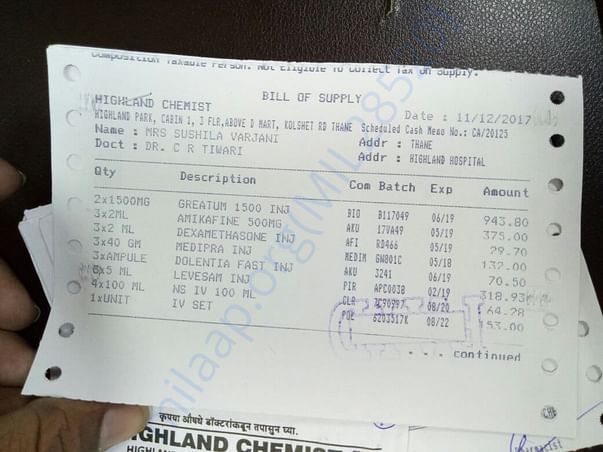 Composition Taxable Person. Not Eligible To Collect Tax On Supply.
BILL OF SUPPLY
HIGHLAND CHEMIST Date : 11/12/2017
HIGHLAND PARK, CABIN 1, 3 FLR,ABOVE D MART, KOLSHET RD THANE Scheduled Cash Memo No.: CA/20125
Name : MRS SUSHILA VARJANI Addr : THANE
Doct : DR. C R TIWARI Addr : HIGHLAND HOSPITAL
Qty Description Com Batch Exp Amount
2x1500MG GREATUM 1500 INJ BIO B117049 06/19 943.80
3x2ML AMIKAFINE 500MG AKU 17VA49 05/19 375.00
3x2 ML DEXAMETHASONE INJ AFI RD466 05/19 29.70
3x40 GM MEDIPRA INJ MEDIM GN801C 05/18 132.00
3xAMPULE DOLENTIA FAST INJ AKU J241 06/19 70.50
x5 ML LEVESAM INJ PIR APC003B 02/19 318.93
4x100 ML NS IV 100 ML CLR 7C90997 08/20 64.28
1xUNIT IV SET POL 6203517K 08/22 153.00
... continued
कृपया औषधे डॉक्टरांकडून तपासून घ्या.
IGHLAND CHEMIST